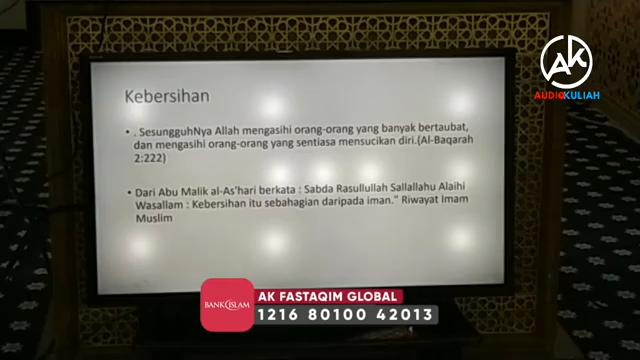 AK
AUDIOKULIAH
Kebersihan
• . SesungguhNya Allah mengasihi orang-orang yang banyak bertaubat,
dan mengasihi orang-orang yang sentiasa mensucikan diri.(Al-Baqarah
2:222)
• Dari Abu Malik al-As'hari berkata : Sabda Rasullullah Sallallahu Alaihi
Wasallam : Kebersihan itu sebahagian daripada iman." Riwayat Imam
Muslim
BANK ISLAM
AK FASTAQIM GLOBAL
1216 80100 42013